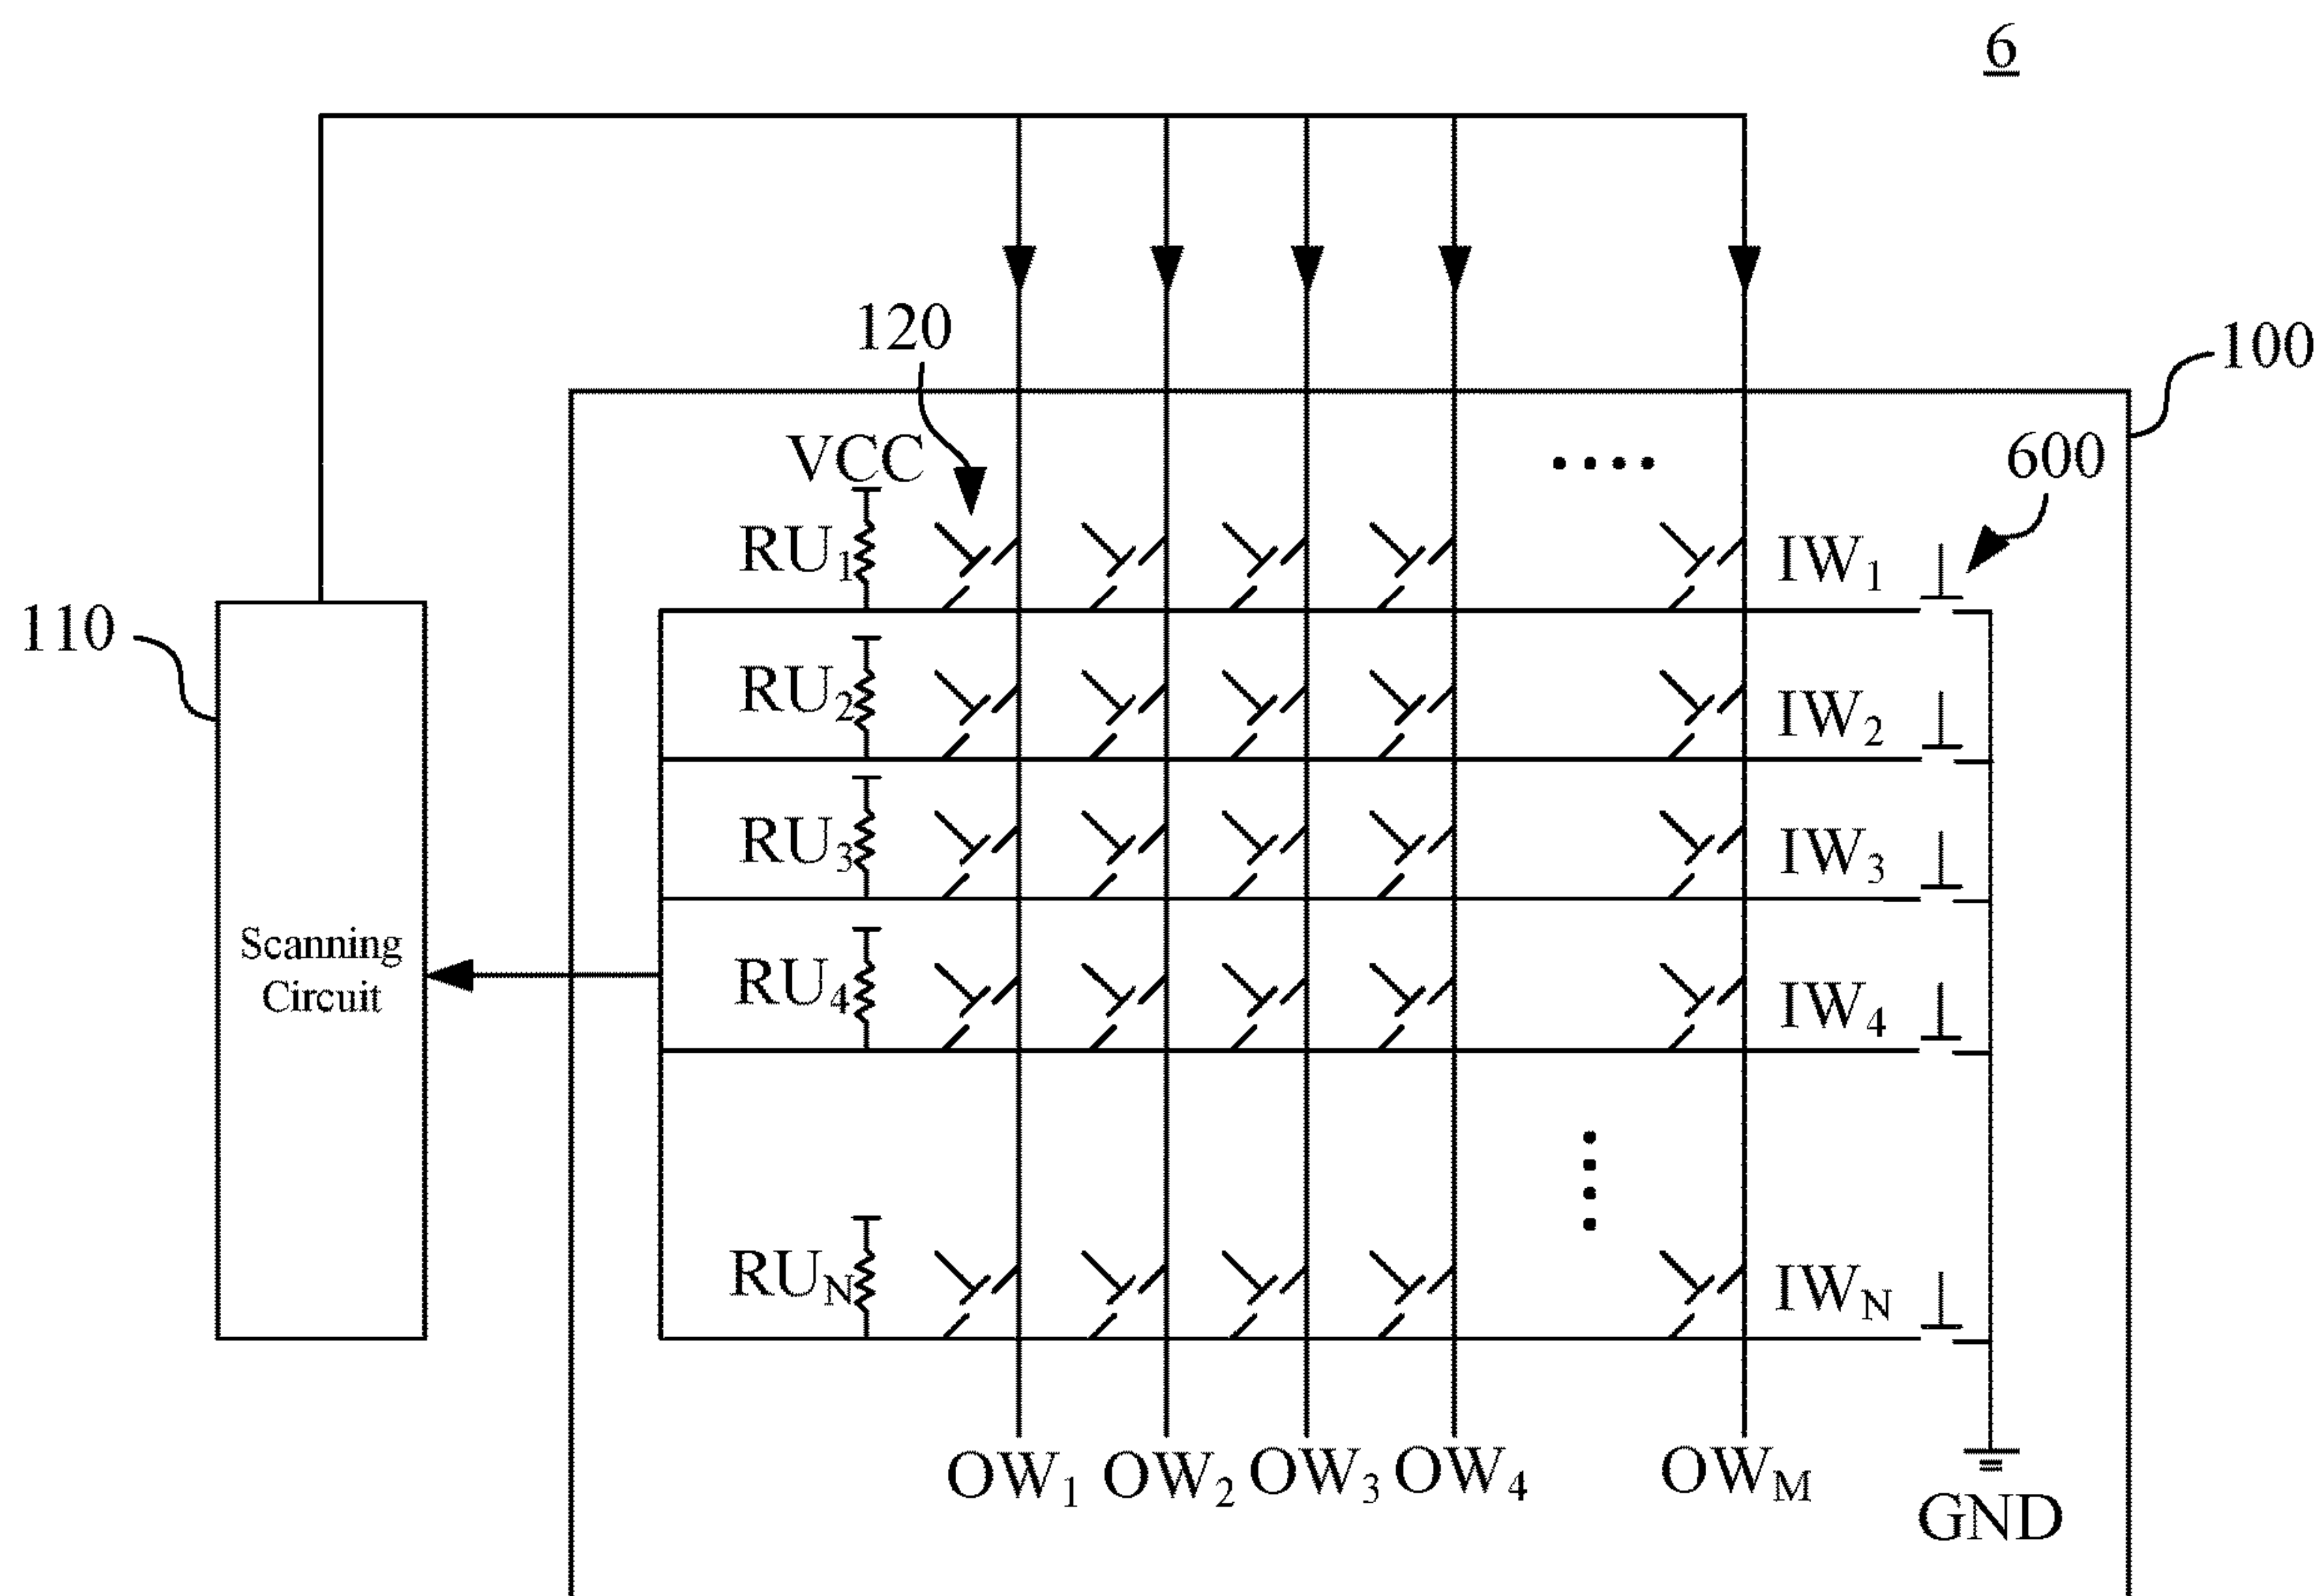 6
120
100
VCC
600
RU1
IW1
110
RU2
IW2
RU3
IW3
Scanning
Circuit
RU4
IW4
RUN
IWN
OW1 OW2 OW3 OW4 OWM
GND